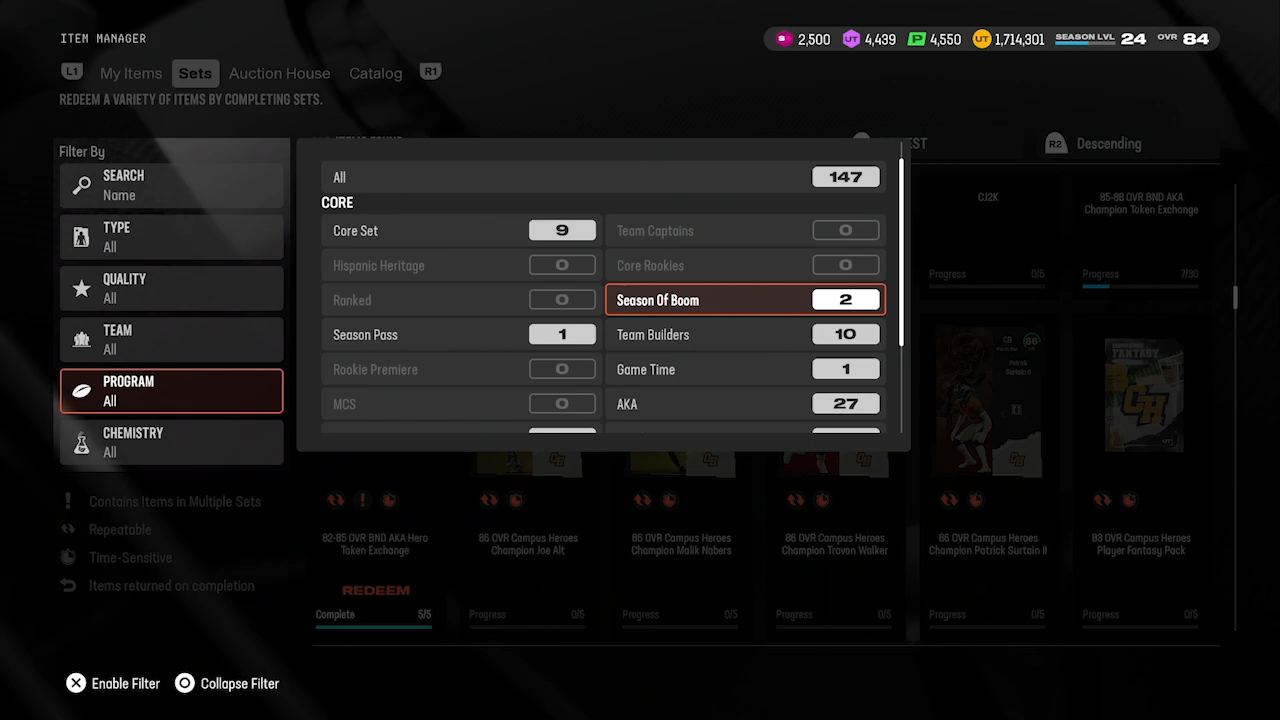 ITEM MANAGER
2,500
4,439
4,550
1,714,301
SEASON LVL 24
OVR 84
L1 My Items Sets Auction House Catalog R1
REDEEM A VARIETY OF ITEMS BY COMPLETING SETS.
Filter By
SEARCH
Name
TYPE
All
QUALITY
All
TEAM
All
PROGRAM
All
CHEMISTRY
All
! Contains Items in Multiple Sets
Repeatable
Time-Sensitive
Items returned on completion
R2 Descending
All 147
CORE
Core Set 9
Team Captains 0
Hispanic Heritage 0
Core Rookies 0
Ranked 0
Season Of Boom 2
Season Pass 1
Team Builders 10
Rookie Premiere 0
Game Time 1
MCS 0
AKA 27
CJ2K
Progress 0/5
85-88 OVR BND AKA
Champion Token Exchange
Progress 7/30
CB
86
Patrick
Surtain II
FANTASY
82-85 OVR BND AKA Hero
Token Exchange
REDEEM
Complete 5/5
86 OVR Campus Heroes
Champion Joe Alt
Progress 0/5
86 OVR Campus Heroes
Champion Malik Nabers
Progress 0/5
86 OVR Campus Heroes
Champion Travon Walker
Progress 0/5
86 OVR Campus Heroes
Champion Patrick Surtain II
Progress 0/5
83 OVR Campus Heroes
Player Fantasy Pack
Progress 0/5
Enable Filter
Collapse Filter